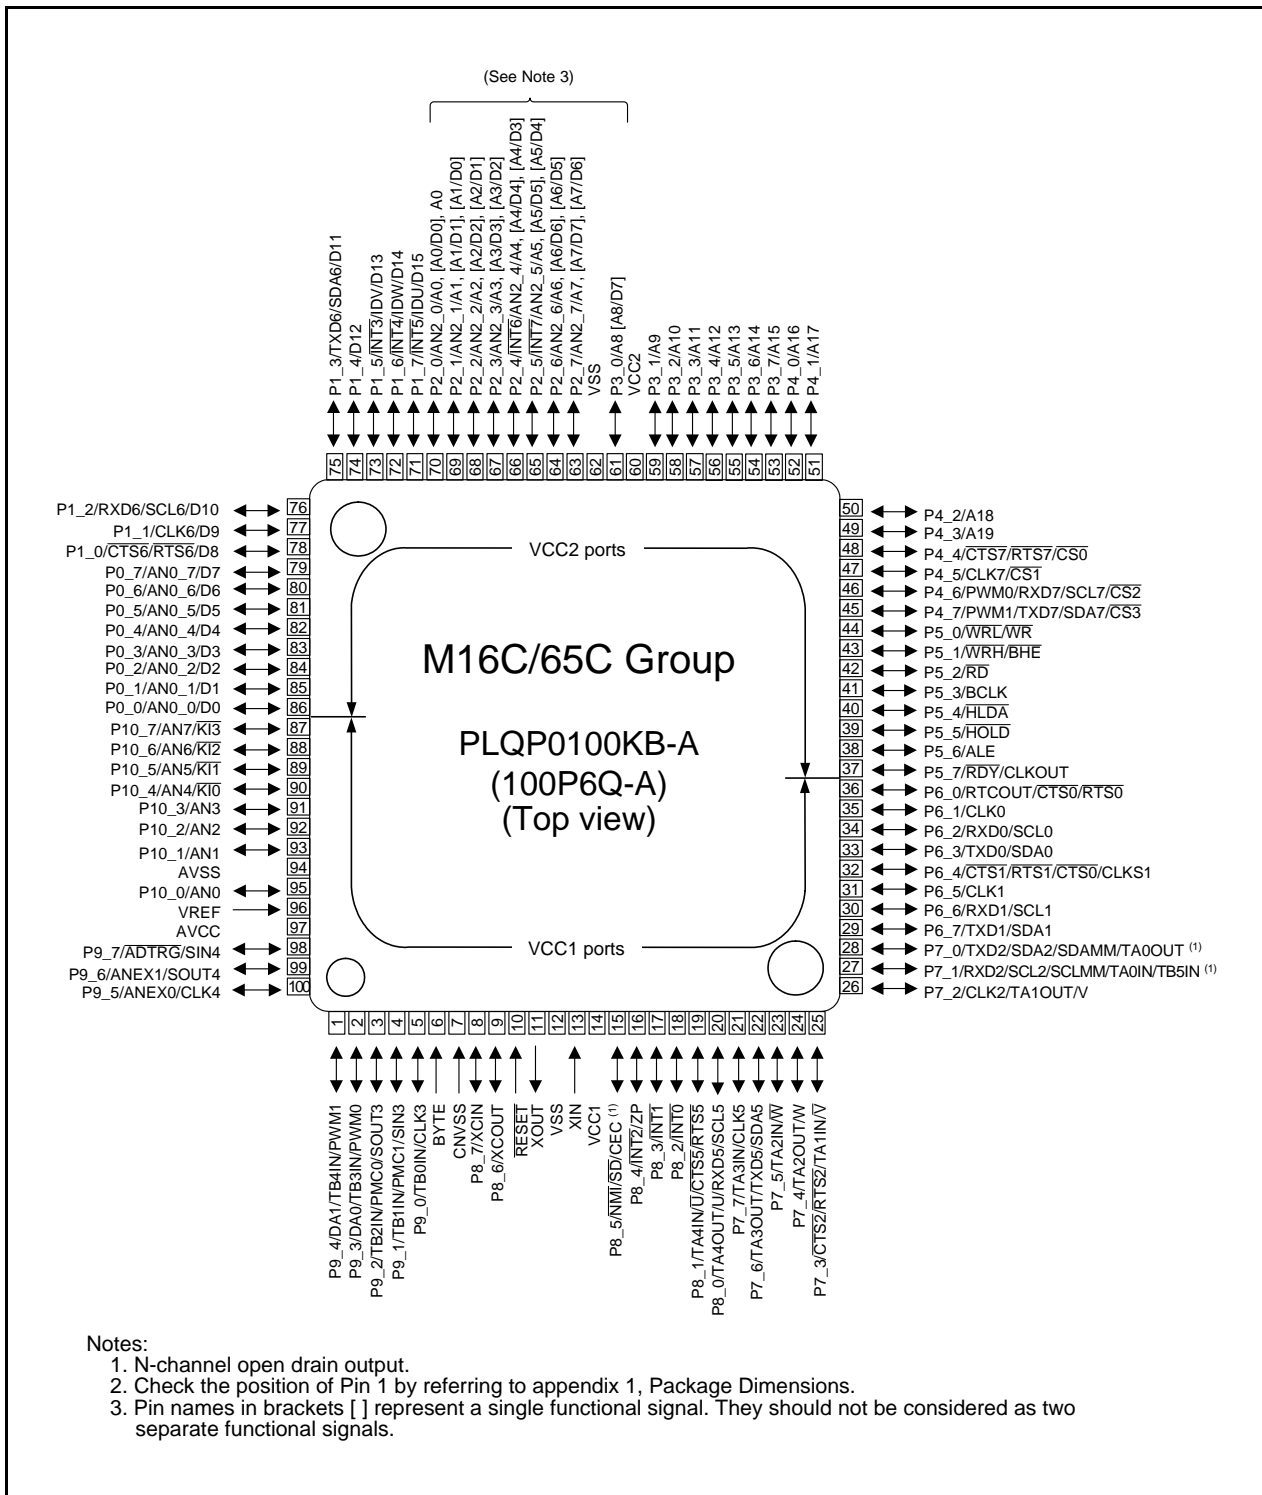 (See Note 3)
P1_3/TXD6/SDA6/D11
P1_4/D12
P1_5/INT3/IDV/D13
P1_6/INT4/IDW/D14
P1_7/INT5/IDU/D15
P2_0/AN2_0/A0, [A0/D0], A0
P2_1/AN2_1/A1, [A1/D1], [A1/D0]
P2_2/AN2_2/A2, [A2/D2], [A2/D1]
P2_3/AN2_3/A3, [A3/D3], [A3/D2]
P2_4/INT6/AN2_4/A4, [A4/D4], [A4/D3]
P2_5/INT7/AN2_5/A5, [A5/D5], [A5/D4]
P2_6/AN2_6/A6, [A6/D6], [A6/D5]
P2_7/AN2_7/A7, [A7/D7], [A7/D6]
VSS
P3_0/A8 [A8/D7]
VCC2
P3_1/A9
P3_2/A10
P3_3/A11
P3_4/A12
P3_5/A13
P3_6/A14
P3_7/A15
P4_0/A16
P4_1/A17
75 74 73 72 71 70 69 68 67 66 65 64 63 62 61 60 59 58 57 56 55 54 53 52 51
P1_2/RXD6/SCL6/D10 76
P1_1/CLK6/D9 77
P1_0/CTS6/RTS6/D8 78
P0_7/AN0_7/D7 79
P0_6/AN0_6/D6 80
P0_5/AN0_5/D5 81
P0_4/AN0_4/D4 82
P0_3/AN0_3/D3 83
P0_2/AN0_2/D2 84
P0_1/AN0_1/D1 85
P0_0/AN0_0/D0 86
P10_7/AN7/KI3 87
P10_6/AN6/KI2 88
P10_5/AN5/KI1 89
P10_4/AN4/KI0 90
P10_3/AN3 91
P10_2/AN2 92
P10_1/AN1 93
AVSS 94
P10_0/AN0 95
VREF 96
AVCC 97
P9_7/ADTRG/SIN4 98
P9_6/ANEX1/SOUT4 99
P9_5/ANEX0/CLK4 100
VCC2 ports
M16C/65C Group
PLQP0100KB-A
(100P6Q-A)
(Top view)
VCC1 ports
50 P4_2/A18
49 P4_3/A19
48 P4_4/CTS7/RTS7/CS0
47 P4_5/CLK7/CS1
46 P4_6/PWM0/RXD7/SCL7/CS2
45 P4_7/PWM1/TXD7/SDA7/CS3
44 P5_0/WRL/WR
43 P5_1/WRH/BHE
42 P5_2/RD
41 P5_3/BCLK
40 P5_4/HLDA
39 P5_5/HOLD
38 P5_6/ALE
37 P5_7/RDY/CLKOUT
36 P6_0/RTCOUT/CTS0/RTS0
35 P6_1/CLK0
34 P6_2/RXD0/SCL0
33 P6_3/TXD0/SDA0
32 P6_4/CTS1/RTS1/CTS0/CLKS1
31 P6_5/CLK1
30 P6_6/RXD1/SCL1
29 P6_7/TXD1/SDA1
28 P7_0/TXD2/SDA2/SDAMM/TA0OUT (1)
27 P7_1/RXD2/SCL2/SCLMM/TA0IN/TB5IN (1)
26 P7_2/CLK2/TA1OUT/V
1 2 3 4 5 6 7 8 9 10 11 12 13 14 15 16 17 18 19 20 21 22 23 24 25
P9_4/DA1/TB4IN/PWM1
P9_3/DA0/TB3IN/PWM0
P9_2/TB2IN/PMC0/SOUT3
P9_1/TB1IN/PMC1/SIN3
P9_0/TB0IN/CLK3
BYTE
CNVSS
P8_7/XCIN
P8_6/XCOUT
RESET
XOUT
VSS
XIN
VCC1
P8_5/NMI/SD/CEC (1)
P8_4/INT2/ZP
P8_3/INT1
P8_2/INT0
P8_1/TA4IN/U/CTS5/RTS5
P8_0/TA4OUT/U/RXD5/SCL5
P7_7/TA3IN/CLK5
P7_6/TA3OUT/TXD5/SDA5
P7_5/TA2IN/W
P7_4/TA2OUT/W
P7_3/CTS2/RTS2/TA1IN/V
Notes:
1. N-channel open drain output.
2. Check the position of Pin 1 by referring to appendix 1, Package Dimensions.
3. Pin names in brackets [ ] represent a single functional signal. They should not be considered as two
separate functional signals.